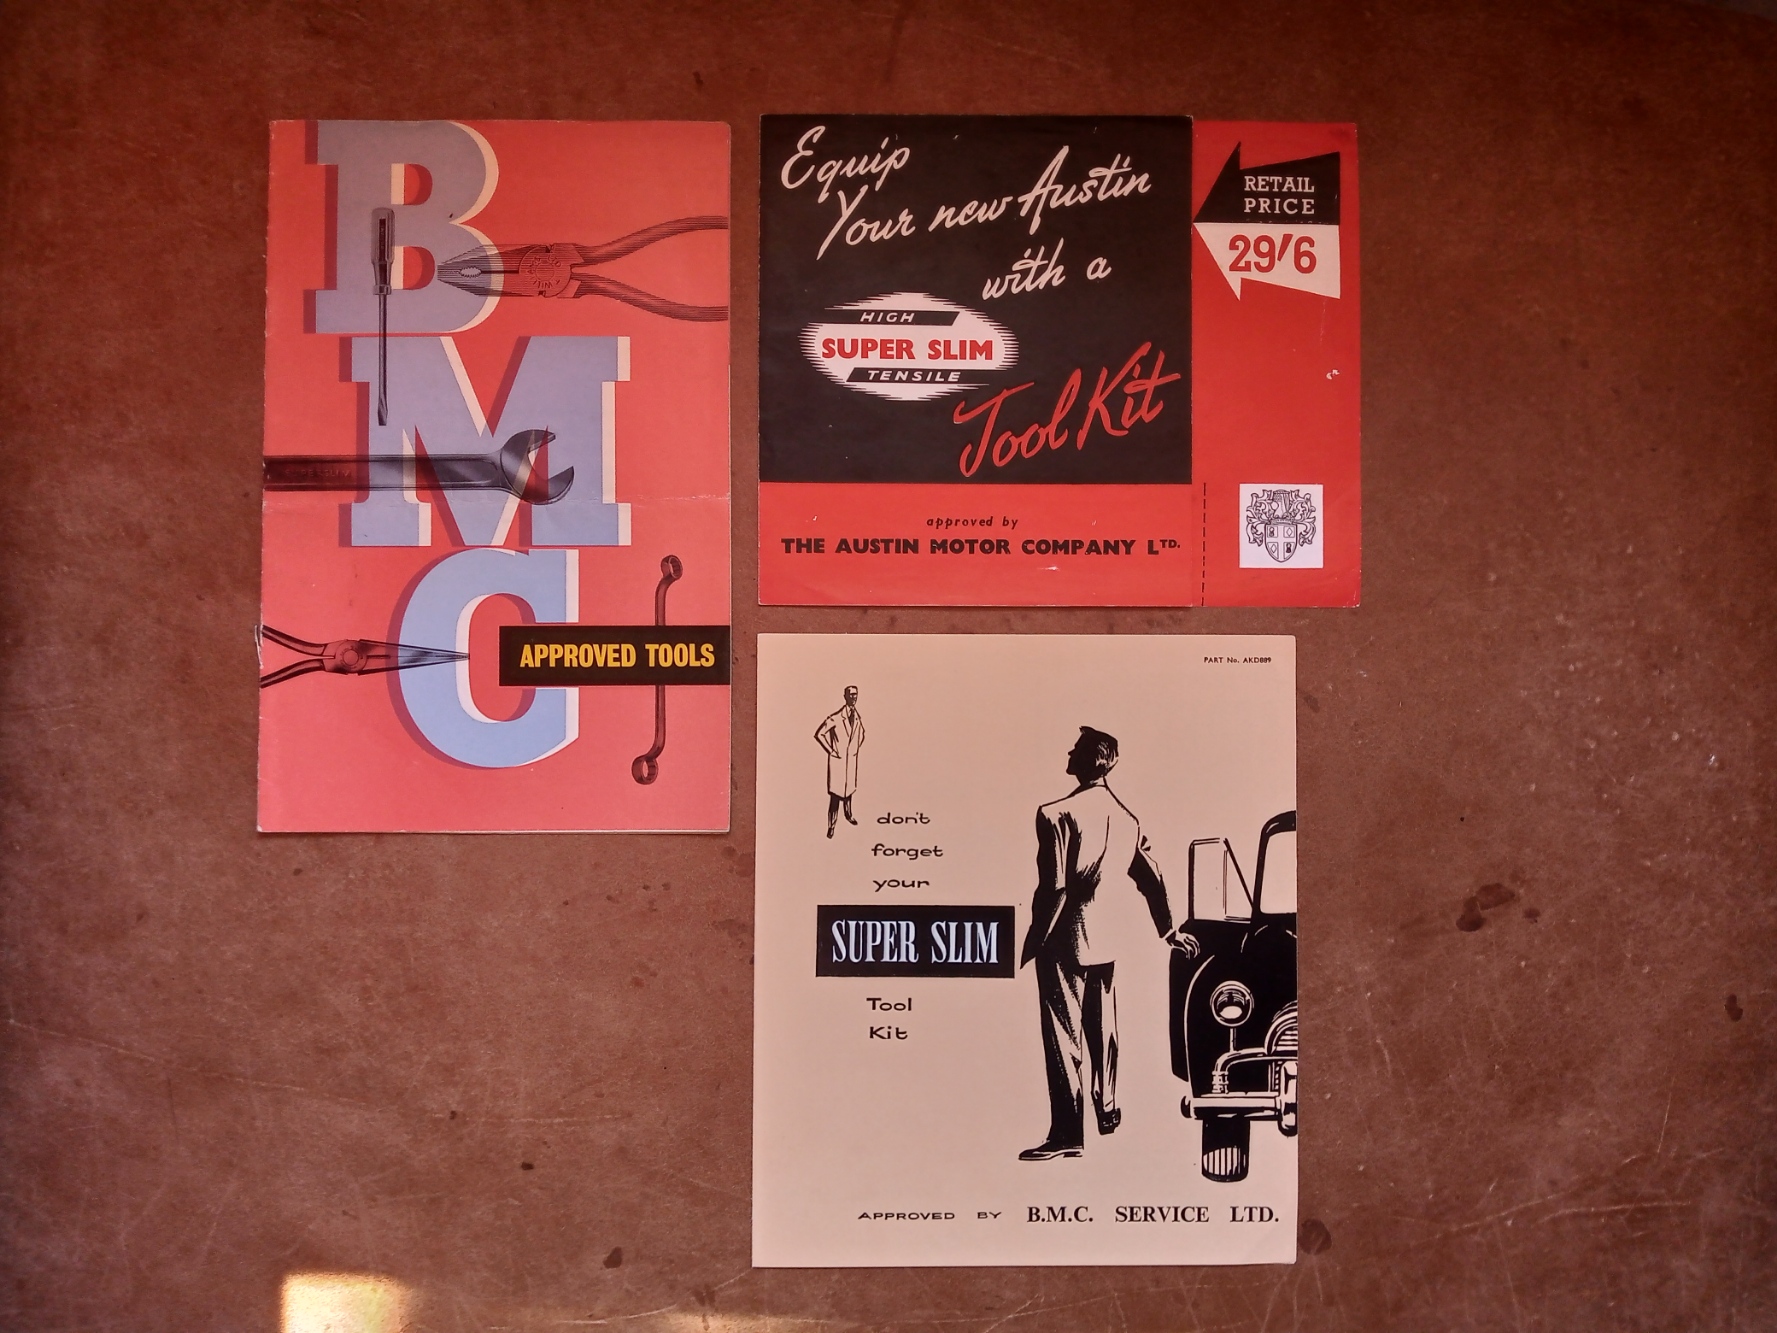 B
M
C
APPROVED TOOLS
Equip
Your new Austin
with a
HIGH
SUPER SLIM
TENSILE
Tool Kit
approved by
THE AUSTIN MOTOR COMPANY LTD.
RETAIL
PRICE
29'6
PART No. AKD889
don't
forget
your
SUPER SLIM
Tool
Kit
APPROVED BY B.M.C. SERVICE LTD.